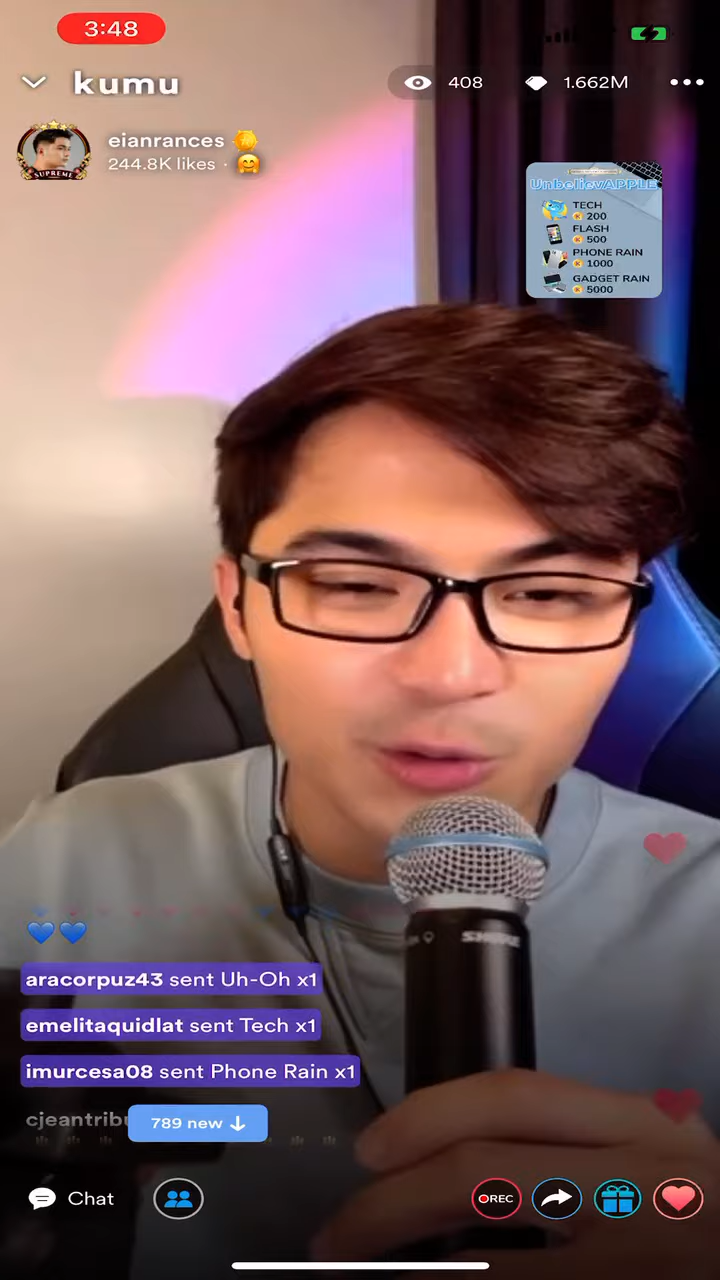 3:48
kumu
408
1.662M
eianrances
244.8K likes ·
SUPREME
UnbelievAPPLE
TECH
200
FLASH
500
PHONE RAIN
1000
GADGET RAIN
5000
SHURE
aracorpuz43 sent Uh-Oh x1
emelitaquidlat sent Tech x1
imurcesa08 sent Phone Rain x1
cjeantribu
789 new
Chat
REC